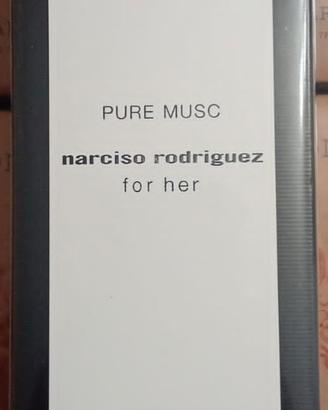 PURE MUSC
narciso rodriguez
for her